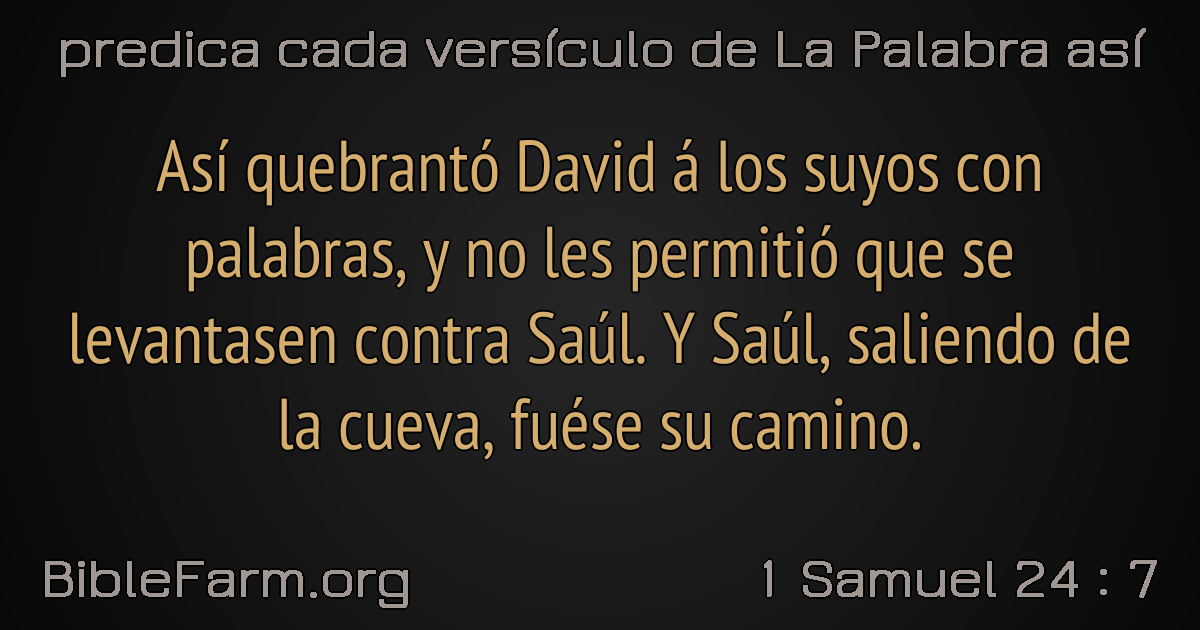 predica cada versículo de La Palabra así
Así quebrantó David á los suyos con
palabras, y no les permitió que se
levantasen contra Saúl. Y Saúl, saliendo de
la cueva, fuése su camino.
BibleFarm.org
1 Samuel 24 : 7